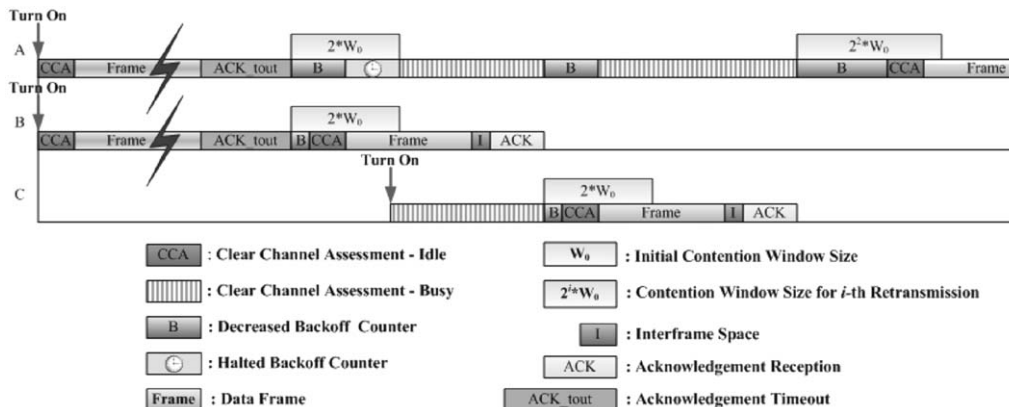 Turn On
2*W₀
2²*W₀
A
CCA Frame ACK_tout B B B CCA Frame
Turn On
2*W₀
B
CCA Frame ACK_tout B CCA Frame I ACK
Turn On
2*W₀
C
B CCA Frame I ACK
CCA : Clear Channel Assessment - Idle
: Clear Channel Assessment - Busy
B : Decreased Backoff Counter
: Halted Backoff Counter
Frame : Data Frame
W₀ : Initial Contention Window Size
2ⁱ*W₀ : Contention Window Size for i-th Retransmission
I : Interframe Space
ACK : Acknowledgement Reception
ACK_tout : Acknowledgement Timeout